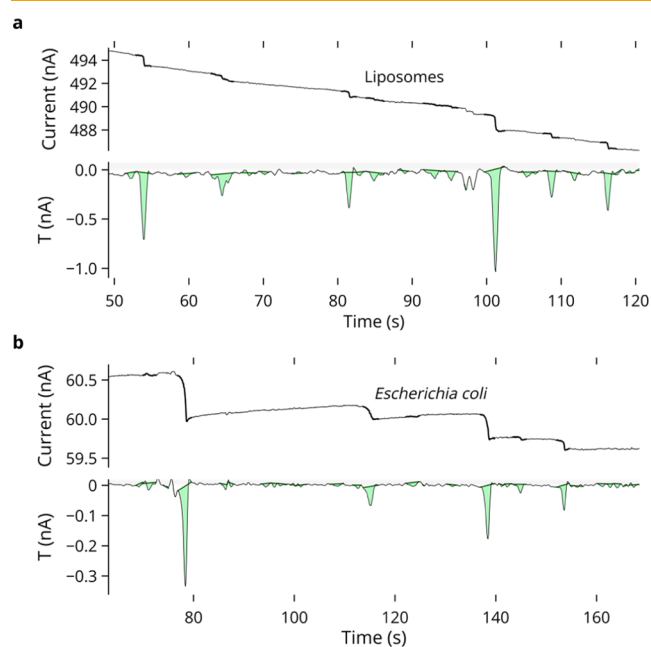 a
Current (nA)
494
492
490
488
Liposomes
T (nA)
0.0
−0.5
−1.0
50 60 70 80 90 100 110 120
Time (s)
b
Current (nA)
60.5
60.0
59.5
Escherichia coli
T (nA)
0
−0.1
−0.2
−0.3
80 100 120 140 160
Time (s)